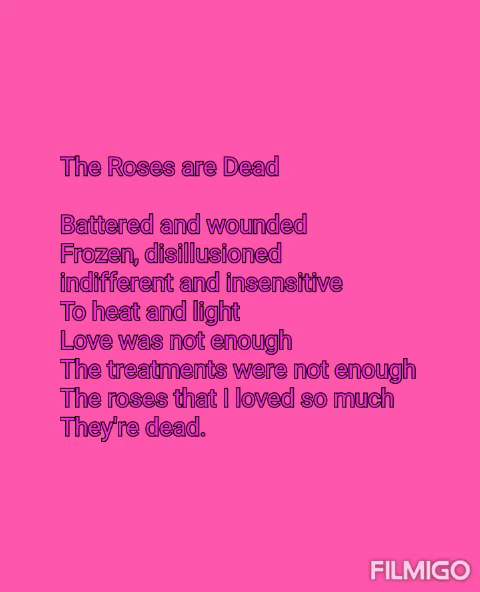 The Roses are Dead
Battered and wounded
Frozen, disillusioned
indifferent and insensitive
To heat and light
Love was not enough
The treatments were not enough
The roses that I loved so much
They're dead.
FILMIGO